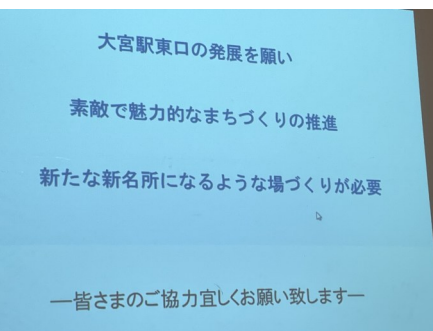 大宮駅東口の発展を願い
素敵で魅力的なまちづくりの推進
新たな新名所になるような場づくりが必要
―皆さまのご協力宜しくお願い致します―